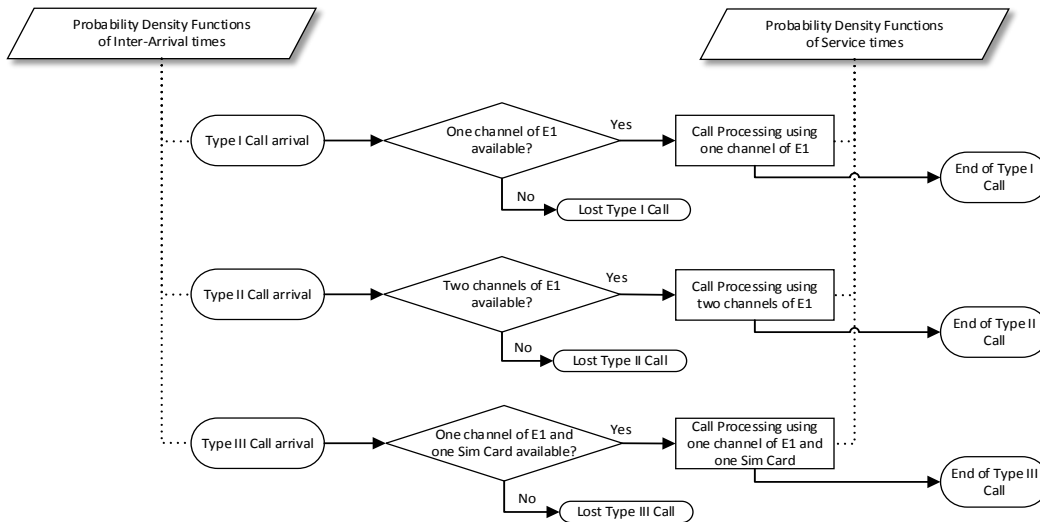 Probability Density Functions
of Inter-Arrival times
Probability Density Functions
of Service times
Type I Call arrival
One channel of E1
available?
Yes
Call Processing using
one channel of E1
End of Type I
Call
No
Lost Type I Call
Type II Call arrival
Two channels of E1
available?
Yes
Call Processing using
two channels of E1
End of Type II
Call
No
Lost Type II Call
Type III Call arrival
One channel of E1 and
one Sim Card available?
Yes
Call Processing using
one channel of E1 and
one Sim Card
End of Type III
Call
No
Lost Type III Call